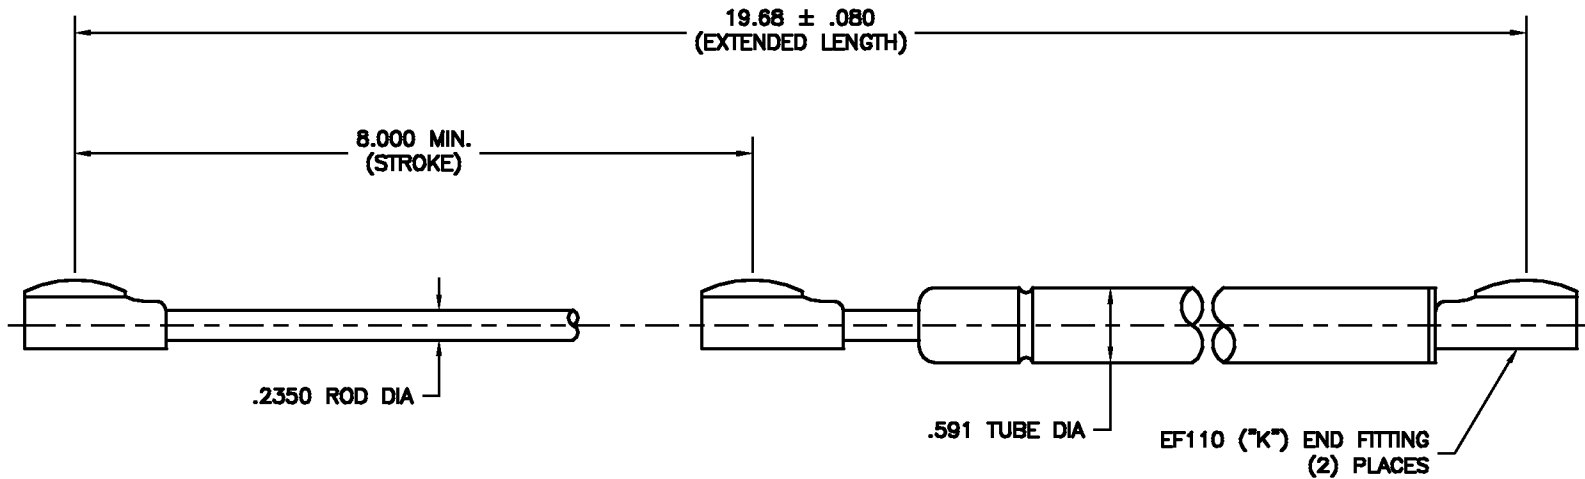 19.68 ± .080
(EXTENDED LENGTH)
8.000 MIN.
(STROKE)
.2350 ROD DIA
.591 TUBE DIA
EF110 ("K") END FITTING
(2) PLACES